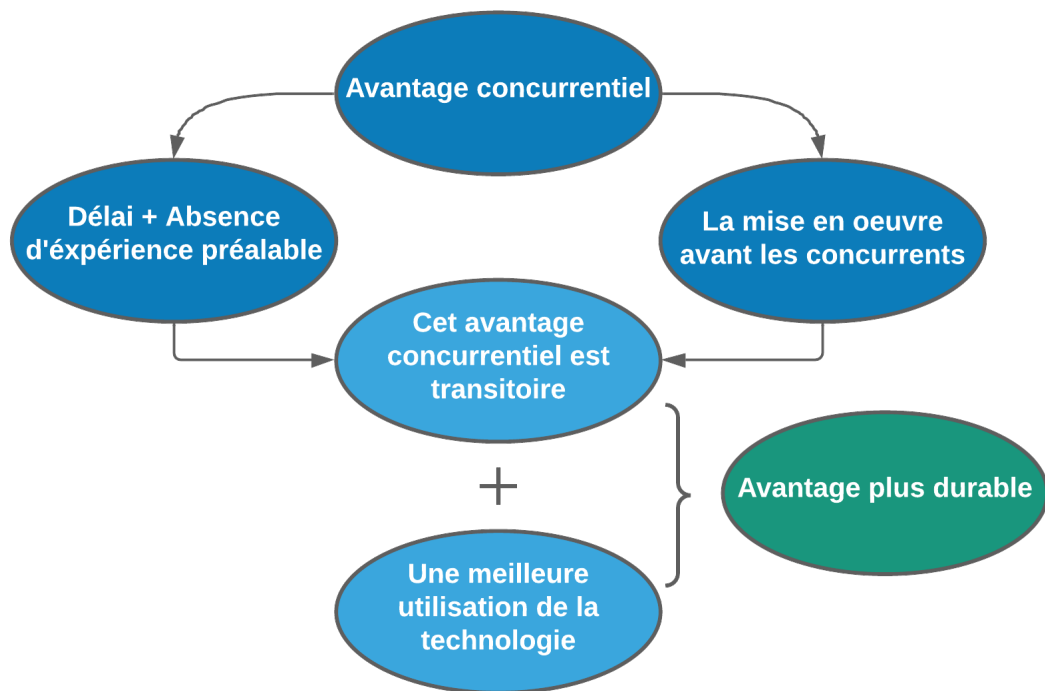 Avantage concurrentiel
Délai + Absence
d'éxpérience préalable
La mise en oeuvre
avant les concurrents
Cet avantage
concurrentiel est
transitoire
+
Avantage plus durable
Une meilleure
utilisation de la
technologie